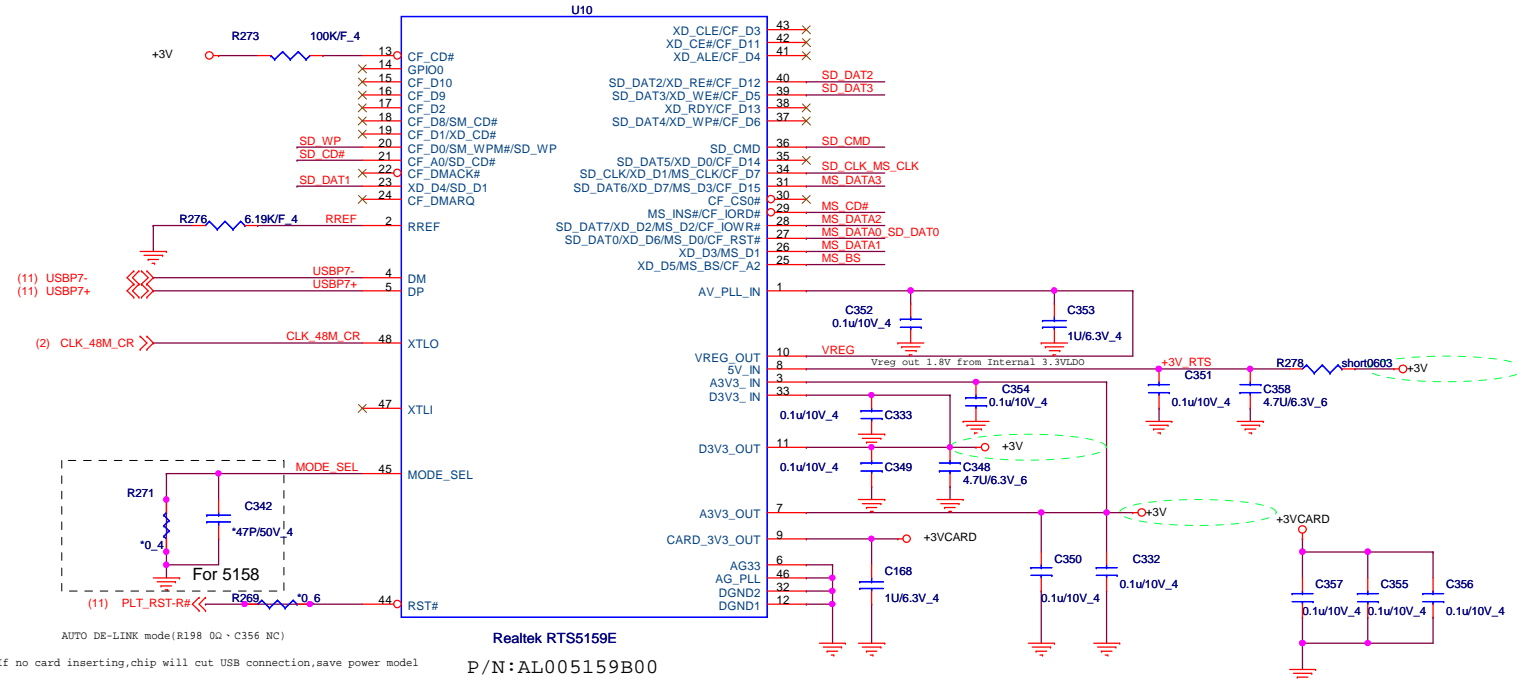 U10
R273 100K/F_4
+3V
13 CF_CD#
14 GPIO0
15 CF_D10
16 CF_D9
17 CF_D2
18 CF_D8/SM_CD#
19 CF_D1/XD_CD#
SD_WP 20 CF_D0/SM_WPM#/SD_WP
SD_CD# 21 CF_A0/SD_CD#
22 CF_DMACK#
SD_DAT1 23 XD_D4/SD_D1
24 CF_DMARQ
R276 6.19K/F_4 RREF 2 RREF
(11) USBP7- USBP7- 4 DM
(11) USBP7+ USBP7+ 5 DP
(2) CLK_48M_CR CLK_48M_CR 48 XTLO
47 XTLI
MODE_SEL 45 MODE_SEL
R271
*0_4
C342
*47P/50V_4
For 5158
(11) PLT_RST-R# R269 *0_6 44 RST#
AUTO DE-LINK mode(R198 0Ω、C356 NC)
If no card inserting,chip will cut USB connection,save power model
XD_CLE/CF_D3 43
XD_CE#/CF_D11 42
XD_ALE/CF_D4 41
SD_DAT2/XD_RE#/CF_D12 40 SD_DAT2
SD_DAT3/XD_WE#/CF_D5 39 SD_DAT3
XD_RDY/CF_D13 38
SD_DAT4/XD_WP#/CF_D6 37
SD_CMD 36 SD_CMD
SD_DAT5/XD_D0/CF_D14 35
SD_CLK/XD_D1/MS_CLK/CF_D7 34 SD_CLK_MS_CLK
SD_DAT6/XD_D7/MS_D3/CF_D15 31 MS_DATA3
CF_CS0# 30
MS_INS#/CF_IORD# 29 MS_CD#
SD_DAT7/XD_D2/MS_D2/CF_IOWR# 28 MS_DATA2
SD_DAT0/XD_D6/MS_D0/CF_RST# 27 MS_DATA0_SD_DAT0
XD_D3/MS_D1 26 MS_DATA1
XD_D5/MS_BS/CF_A2 25 MS_BS
AV_PLL_IN 1
C352
0.1u/10V_4
C353
1U/6.3V_4
VREG_OUT 10 VREG
Vreg out 1.8V from Internal 3.3VLDO
5V_IN 8
+3V_RTS
R278 short0603 +3V
A3V3_ IN 3
D3V3_ IN 33
C351
0.1u/10V_4
C358
4.7U/6.3V_6
C354
0.1u/10V_4
0.1u/10V_4 C333
D3V3_OUT 11 +3V
0.1u/10V_4 C349
C348
4.7U/6.3V_6
A3V3_OUT 7 +3V
CARD_3V3_OUT 9 +3VCARD
C168
1U/6.3V_4
C350
0.1u/10V_4
C332
0.1u/10V_4
AG33 6
AG_PLL 46
DGND2 32
DGND1 12
+3VCARD
C357
0.1u/10V_4
C355
0.1u/10V_4
C356
0.1u/10V_4
Realtek RTS5159E
P/N:AL005159B00